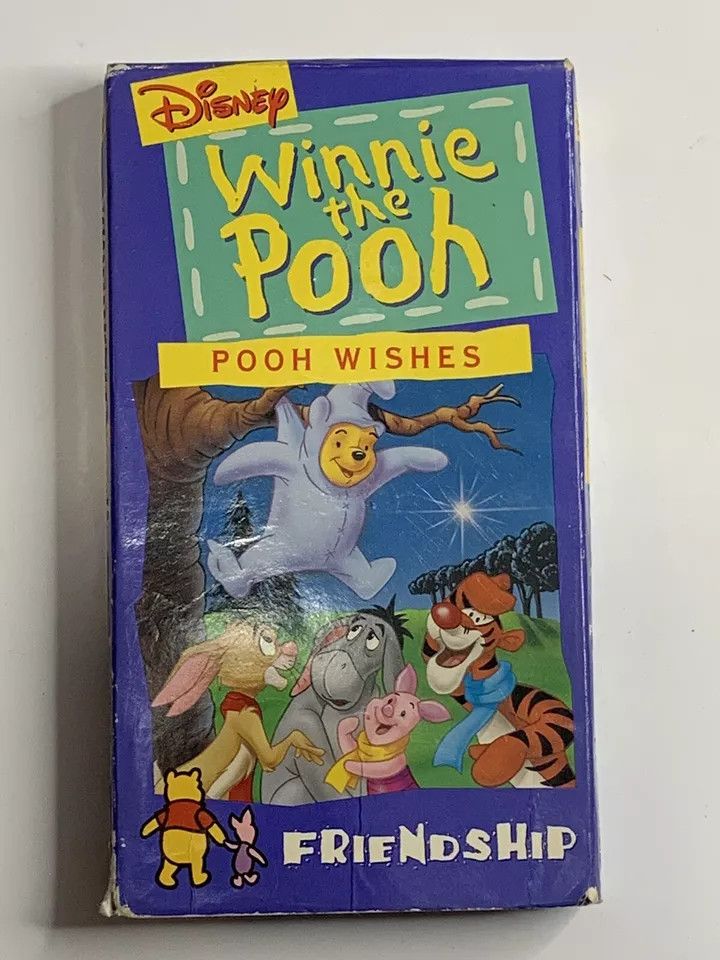 Disney
Winnie
the
Pooh
POOH WISHES
FRIENDSHIP